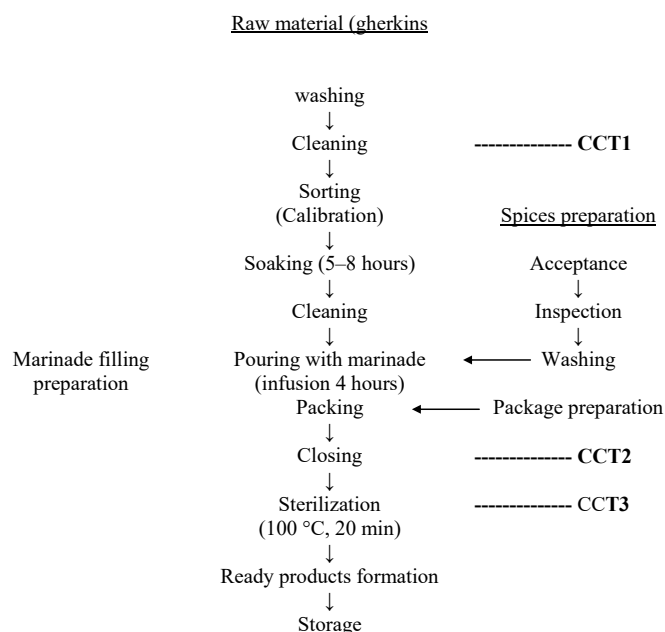 Raw material (gherkins
washing
↓
Cleaning -------------- CCT1
↓
Sorting
(Calibration) Spices preparation
↓
Soaking (5–8 hours) Acceptance
↓ ↓
Cleaning Inspection
↓ ↓
Marinade filling preparation Pouring with marinade (infusion 4 hours) ← Washing
Packing ← Package preparation
↓
Closing -------------- CCT2
↓
Sterilization -------------- CCT3
(100 °C, 20 min)
↓
Ready products formation
↓
Storage